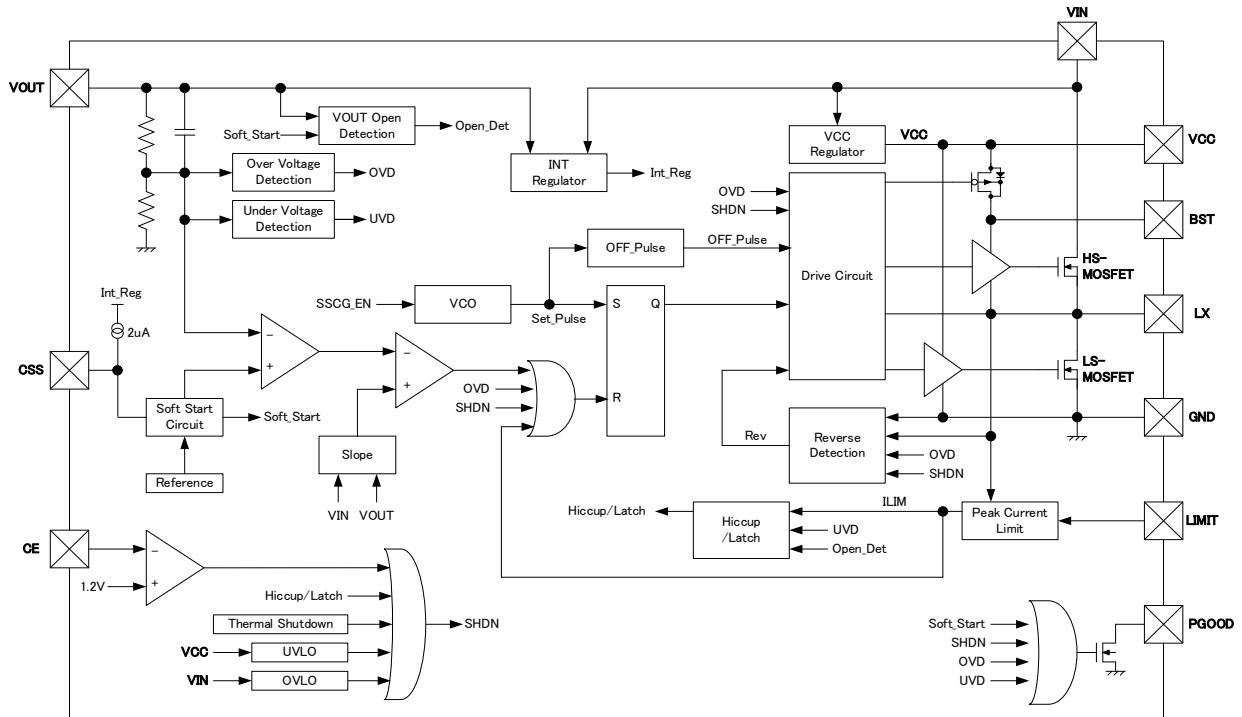 VIN
VOUT
VOUT Open
Detection
Soft_Start
Open_Det
VCC
Regulator
VCC
VCC
Over Voltage
Detection
OVD
INT
Regulator
Int_Reg
Under Voltage
Detection
UVD
OVD
SHDN
BST
OFF_Pulse
OFF_Pulse
Drive Circuit
HS-
MOSFET
Int_Reg
2uA
SSCG_EN
VCO
Set_Pulse
S
Q
R
LX
−
+
−
+
CSS
LS-
MOSFET
OVD
SHDN
Soft Start
Circuit
Soft_Start
GND
Rev
Reverse
Detection
OVD
SHDN
Slope
Reference
VIN
VOUT
Hiccup/Latch
Hiccup
/Latch
ILIM
UVD
Open_Det
Peak Current
Limit
LIMIT
CE
−
+
1.2V
Hiccup/Latch
Thermal Shutdown
VCC
UVLO
VIN
OVLO
SHDN
Soft_Start
SHDN
OVD
UVD
PGOOD